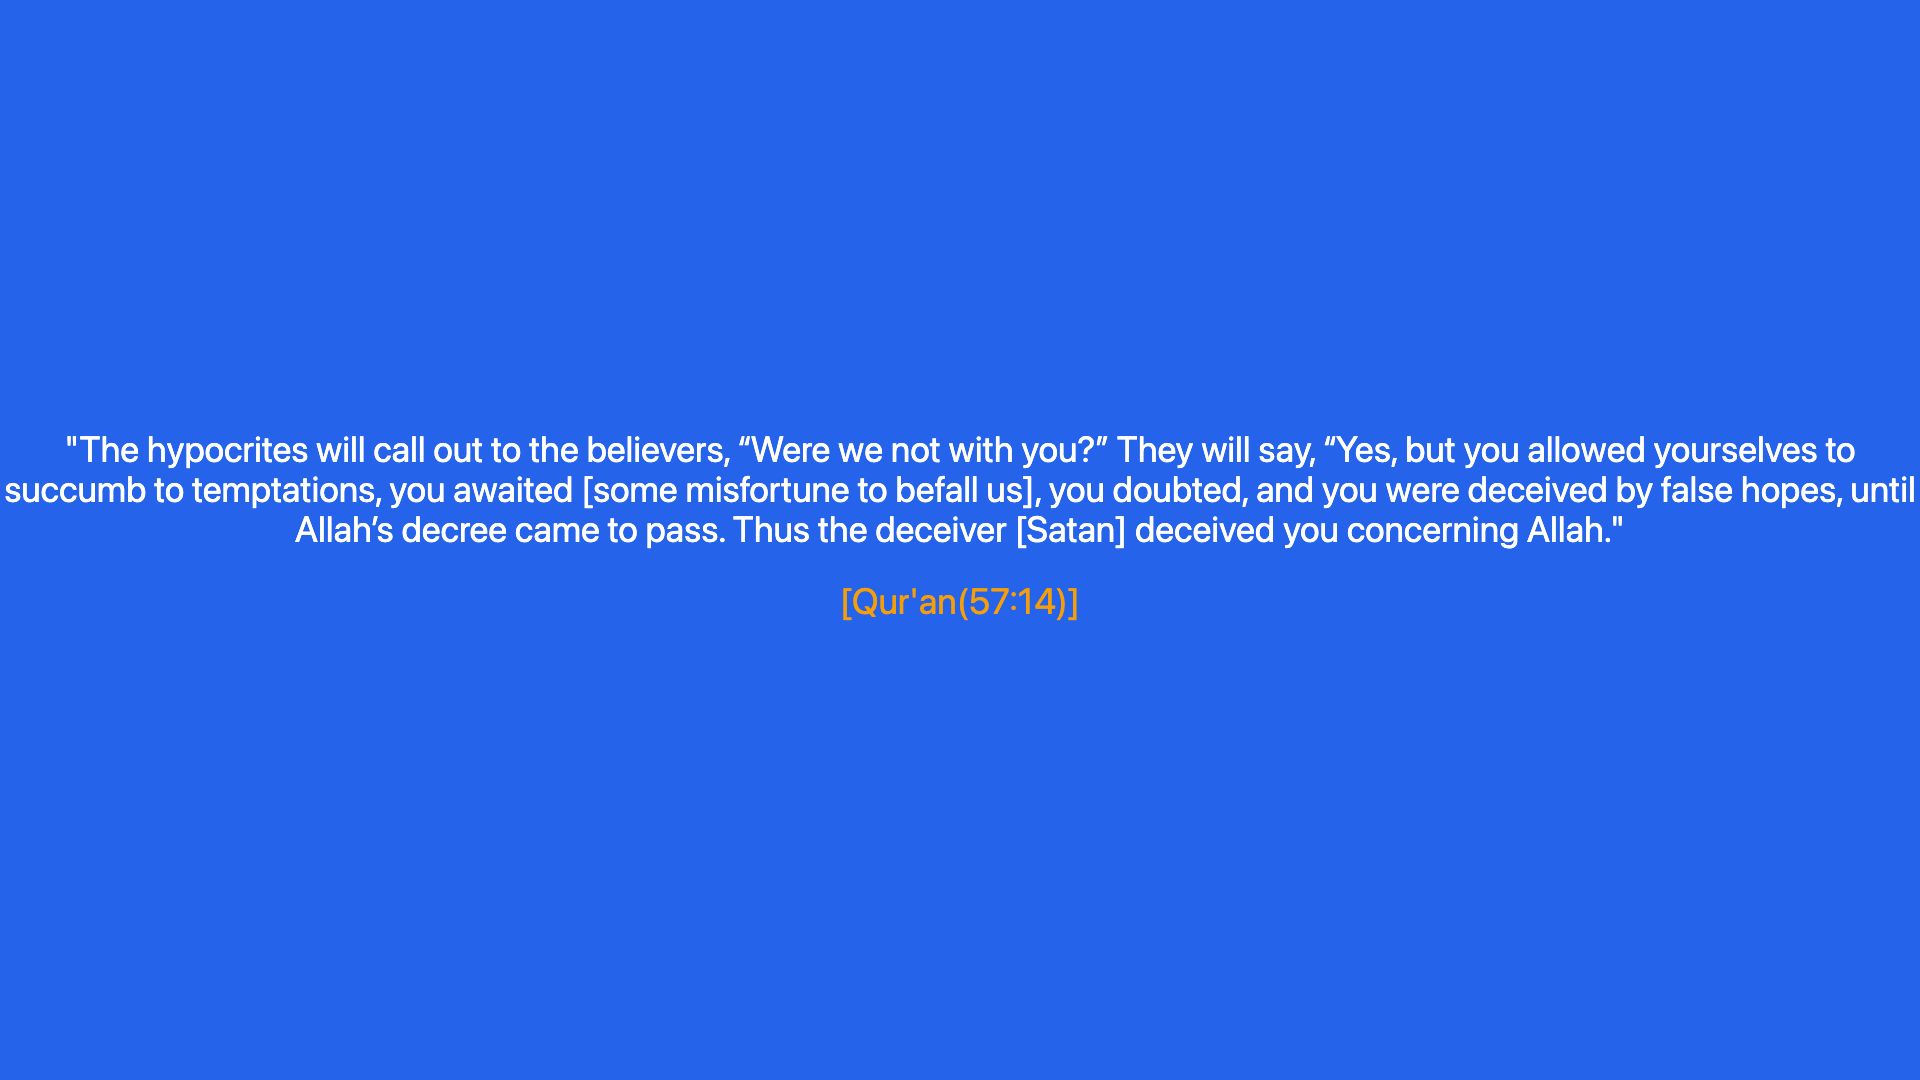 "The hypocrites will call out to the believers, “Were we not with you?” They will say, “Yes, but you allowed yourselves to
succumb to temptations, you awaited [some misfortune to befall us], you doubted, and you were deceived by false hopes, until
Allah’s decree came to pass. Thus the deceiver [Satan] deceived you concerning Allah."
[Qur'an(57:14)]